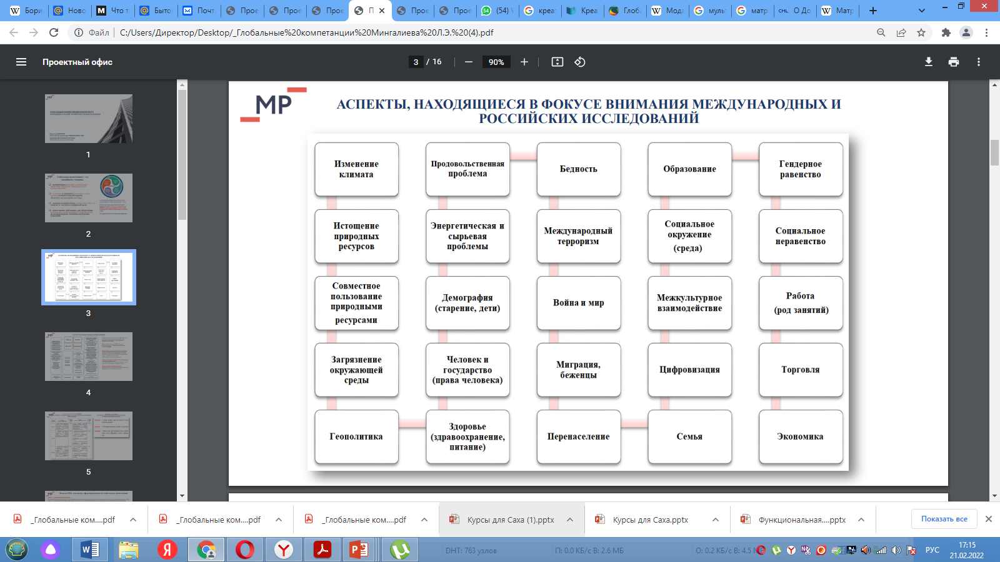 Бори
Ново
Что т
Быто
Почт
Прое
Прое
Прое
П
Прое
Прое
(54) \
креат
Креа
Глоба
Мода
муль
матр
О До
Матр
Файл
C:/Users/Директор/Desktop/_Глобальные%20компетанции%20Мингалиева%20Л.Э.%20(4).pdf
Проектный офис
3 / 16
90%
1
2
3
4
5
МР
АСПЕКТЫ, НАХОДЯЩИЕСЯ В ФОКУСЕ ВНИМАНИЯ МЕЖДУНАРОДНЫХ И
РОССИЙСКИХ ИССЛЕДОВАНИЙ
Изменение
климата
Продовольственная
проблема
Бедность
Образование
Гендерное
равенство
Истощение
природных
ресурсов
Энергетическая и
сырьевая
проблемы
Международный
терроризм
Социальное
окружение
(среда)
Социальное
неравенство
Совместное
пользование
природными
ресурсами
Демография
(старение, дети)
Война и мир
Межкультурное
взаимодействие
Работа
(род занятий)
Загрязнение
окружающей
среды
Человек и
государство
(права человека)
Миграция,
беженцы
Цифровизация
Торговля
Геополитика
Здоровье
(здравоохранение,
питание)
Перенаселение
Семья
Экономика
_Глобальные ком....pdf
_Глобальные ком....pdf
_Глобальные ком....pdf
Курсы для Саха (1).pptx
Курсы для Саха.pptx
Функциональная....pptx
Показать все
DHT: 763 узлов
П: 0.0 КБ/с В: 2.6 МБ
О: 0.2 КБ/с В: 4.5 М
РУС
17:15
21.02.2022